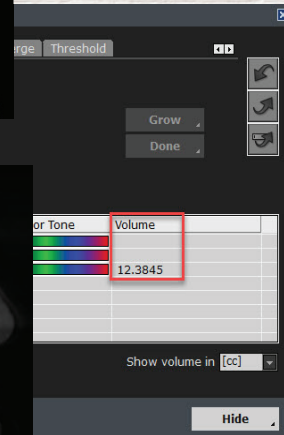 erge Threshold
Grow
Done
or Tone Volume
12.3845
Show volume in [cc]
Hide